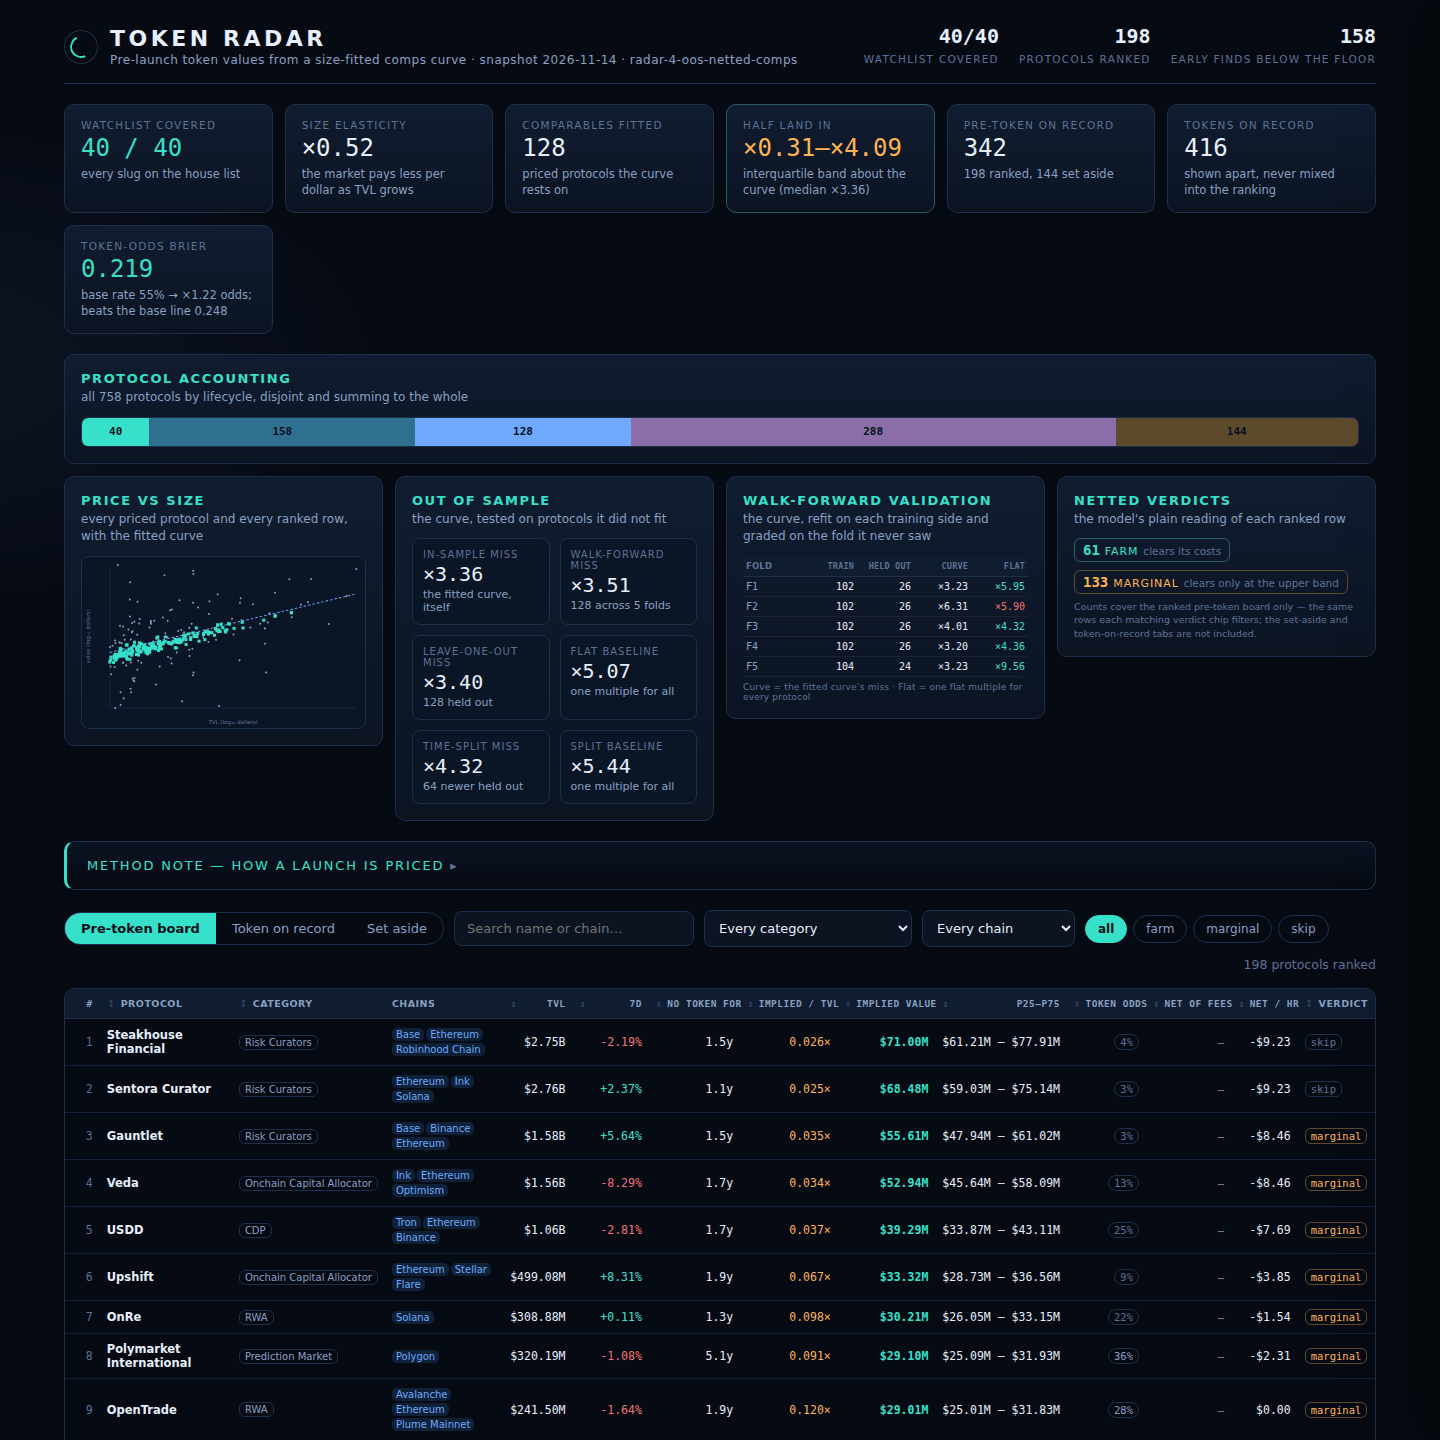 TOKEN RADAR
Pre-launch token values from a size-fitted comps curve · snapshot 2026-11-14 · radar-4-oos-netted-comps
40/40
WATCHLIST COVERED
198
PROTOCOLS RANKED
158
EARLY FINDS BELOW THE FLOOR
WATCHLIST COVERED
40 / 40
every slug on the house list
SIZE ELASTICITY
×0.52
the market pays less per
dollar as TVL grows
COMPARABLES FITTED
128
priced protocols the curve
rests on
HALF LAND IN
×0.31—×4.09
interquartile band about the
curve (median ×3.36)
PRE-TOKEN ON RECORD
342
198 ranked, 144 set aside
TOKENS ON RECORD
416
shown apart, never mixed
into the ranking
TOKEN-ODDS BRIER
0.219
base rate 55% → ×1.22 odds;
beats the base line 0.248
PROTOCOL ACCOUNTING
all 758 protocols by lifecycle, disjoint and summing to the whole
40 158 128 288 144
PRICE VS SIZE
every priced protocol and every ranked row,
with the fitted curve
value (log₁₀ dollars)
TVL (log₁₀ dollars)
OUT OF SAMPLE
the curve, tested on protocols it did not fit
IN-SAMPLE MISS
×3.36
the fitted curve,
itself
WALK-FORWARD
MISS
×3.51
128 across 5 folds
LEAVE-ONE-OUT
MISS
×3.40
128 held out
FLAT BASELINE
×5.07
one multiple for all
TIME-SPLIT MISS
×4.32
64 newer held out
SPLIT BASELINE
×5.44
one multiple for all
WALK-FORWARD VALIDATION
the curve, refit on each training side and
graded on the fold it never saw
FOLD TRAIN HELD OUT CURVE FLAT
F1 102 26 ×3.23 ×5.95
F2 102 26 ×6.31 ×5.90
F3 102 26 ×4.01 ×4.32
F4 102 26 ×3.20 ×4.36
F5 104 24 ×3.23 ×9.56
Curve = the fitted curve's miss · Flat = one flat multiple for
every protocol
NETTED VERDICTS
the model's plain reading of each ranked row
61 FARM clears its costs
133 MARGINAL clears only at the upper band
Counts cover the ranked pre-token board only — the same
rows each matching verdict chip filters; the set-aside and
token-on-record tabs are not included.
METHOD NOTE — HOW A LAUNCH IS PRICED ▸
Pre-token board Token on record Set aside Search name or chain… Every category Every chain all farm marginal skip
198 protocols ranked
# ↕ PROTOCOL ↕ CATEGORY CHAINS ↕ TVL ↕ 7D ↕ NO TOKEN FOR ↕ IMPLIED / TVL ↕ IMPLIED VALUE ↕ P25—P75 ↕ TOKEN ODDS ↕ NET OF FEES ↕ NET / HR ↕ VERDICT
1 Steakhouse Financial Risk Curators Base Ethereum Robinhood Chain $2.75B -2.19% 1.5y 0.026× $71.00M $61.21M — $77.91M 4% — -$9.23 skip
2 Sentora Curator Risk Curators Ethereum Ink Solana $2.76B +2.37% 1.1y 0.025× $68.48M $59.03M — $75.14M 3% — -$9.23 skip
3 Gauntlet Risk Curators Base Binance Ethereum $1.58B +5.64% 1.5y 0.035× $55.61M $47.94M — $61.02M 3% — -$8.46 marginal
4 Veda Onchain Capital Allocator Ink Ethereum Optimism $1.56B -8.29% 1.7y 0.034× $52.94M $45.64M — $58.09M 13% — -$8.46 marginal
5 USDD CDP Tron Ethereum Binance $1.06B -2.81% 1.7y 0.037× $39.29M $33.87M — $43.11M 25% — -$7.69 marginal
6 Upshift Onchain Capital Allocator Ethereum Stellar Flare $499.08M +8.31% 1.9y 0.067× $33.32M $28.73M — $36.56M 9% — -$3.85 marginal
7 OnRe RWA Solana $308.88M +0.11% 1.3y 0.098× $30.21M $26.05M — $33.15M 22% — -$1.54 marginal
8 Polymarket International Prediction Market Polygon $320.19M -1.08% 5.1y 0.091× $29.10M $25.09M — $31.93M 36% — -$2.31 marginal
9 OpenTrade RWA Avalanche Ethereum Plume Mainnet $241.50M -1.64% 1.9y 0.120× $29.01M $25.01M — $31.83M 28% — $0.00 marginal